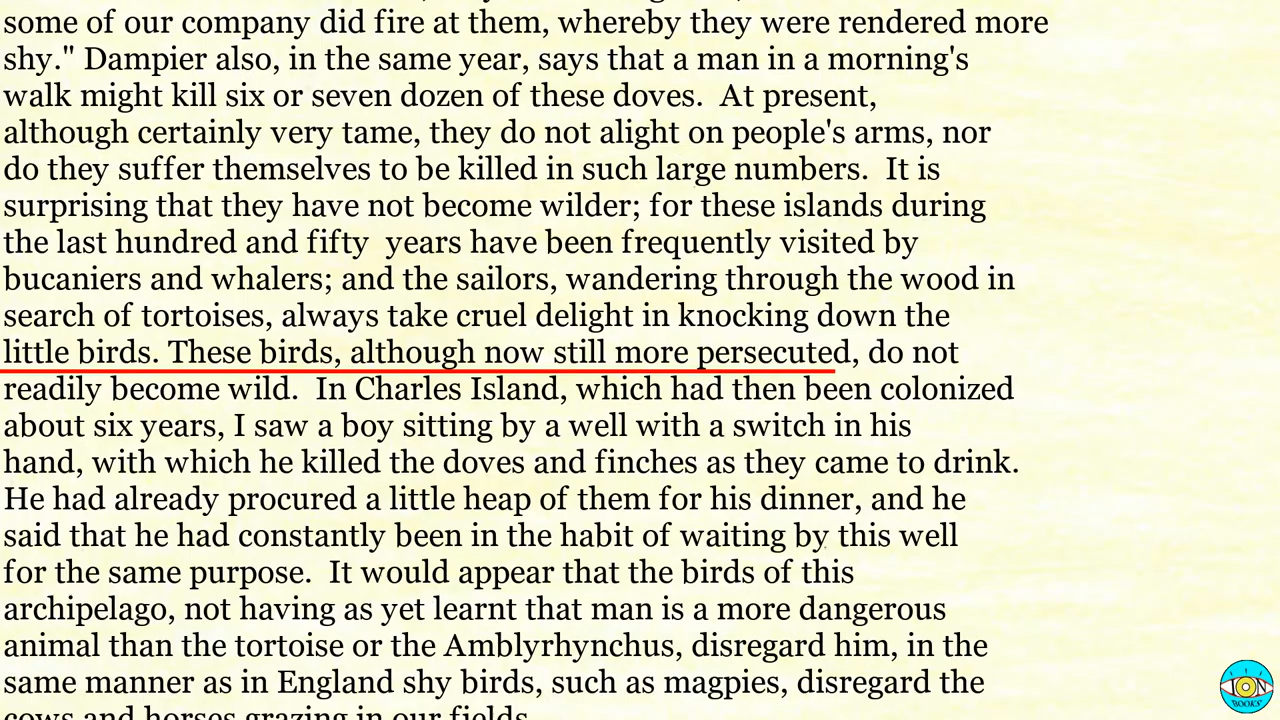 some of our company did fire at them, whereby they were rendered more
shy." Dampier also, in the same year, says that a man in a morning's
walk might kill six or seven dozen of these doves.  At present,
although certainly very tame, they do not alight on people's arms, nor
do they suffer themselves to be killed in such large numbers.  It is
surprising that they have not become wilder; for these islands during
the last hundred and fifty  years have been frequently visited by
bucaniers and whalers; and the sailors, wandering through the wood in
search of tortoises, always take cruel delight in knocking down the
little birds. These birds, although now still more persecuted, do not
readily become wild.  In Charles Island, which had then been colonized
about six years, I saw a boy sitting by a well with a switch in his
hand, with which he killed the doves and finches as they came to drink.
He had already procured a little heap of them for his dinner, and he
said that he had constantly been in the habit of waiting by this well
for the same purpose.  It would appear that the birds of this
archipelago, not having as yet learnt that man is a more dangerous
animal than the tortoise or the Amblyrhynchus, disregard him, in the
same manner as in England shy birds, such as magpies, disregard the
cows and horses grazing in our fields.
ION
BOOKS